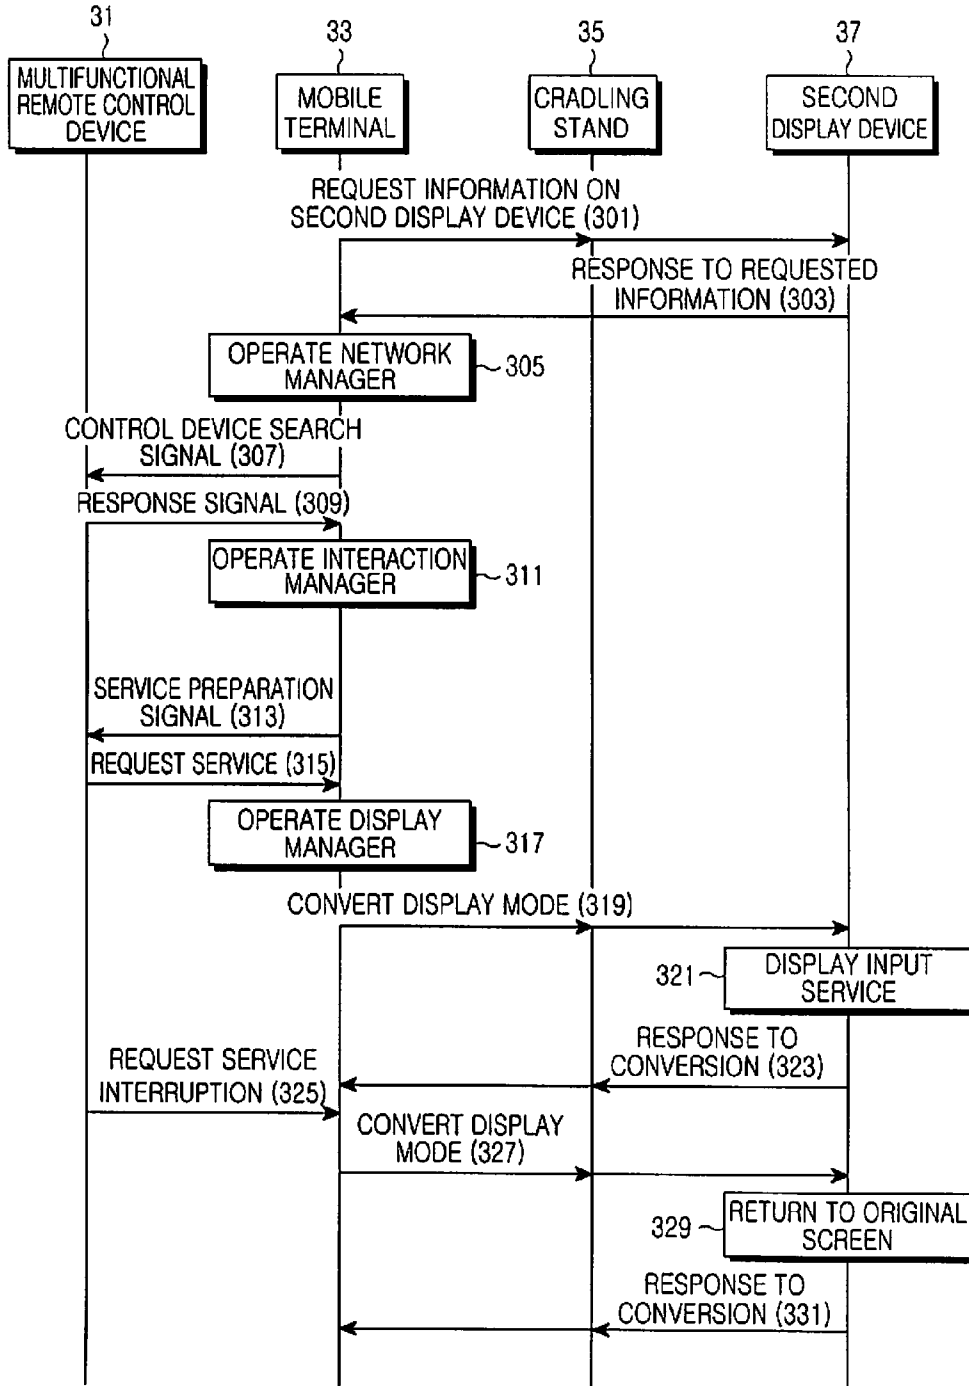 31
33
35
37
MULTIFUNCTIONAL
REMOTE CONTROL
DEVICE
MOBILE
TERMINAL
CRADLING
STAND
SECOND
DISPLAY DEVICE
REQUEST INFORMATION ON
SECOND DISPLAY DEVICE (301)
RESPONSE TO REQUESTED
INFORMATION (303)
OPERATE NETWORK
MANAGER
305
CONTROL DEVICE SEARCH
SIGNAL (307)
RESPONSE SIGNAL (309)
OPERATE INTERACTION
MANAGER
311
SERVICE PREPARATION
SIGNAL (313)
REQUEST SERVICE (315)
OPERATE DISPLAY
MANAGER
317
CONVERT DISPLAY MODE (319)
321
DISPLAY INPUT
SERVICE
RESPONSE TO
CONVERSION (323)
REQUEST SERVICE
INTERRUPTION (325)
CONVERT DISPLAY
MODE (327)
329
RETURN TO ORIGINAL
SCREEN
RESPONSE TO
CONVERSION (331)